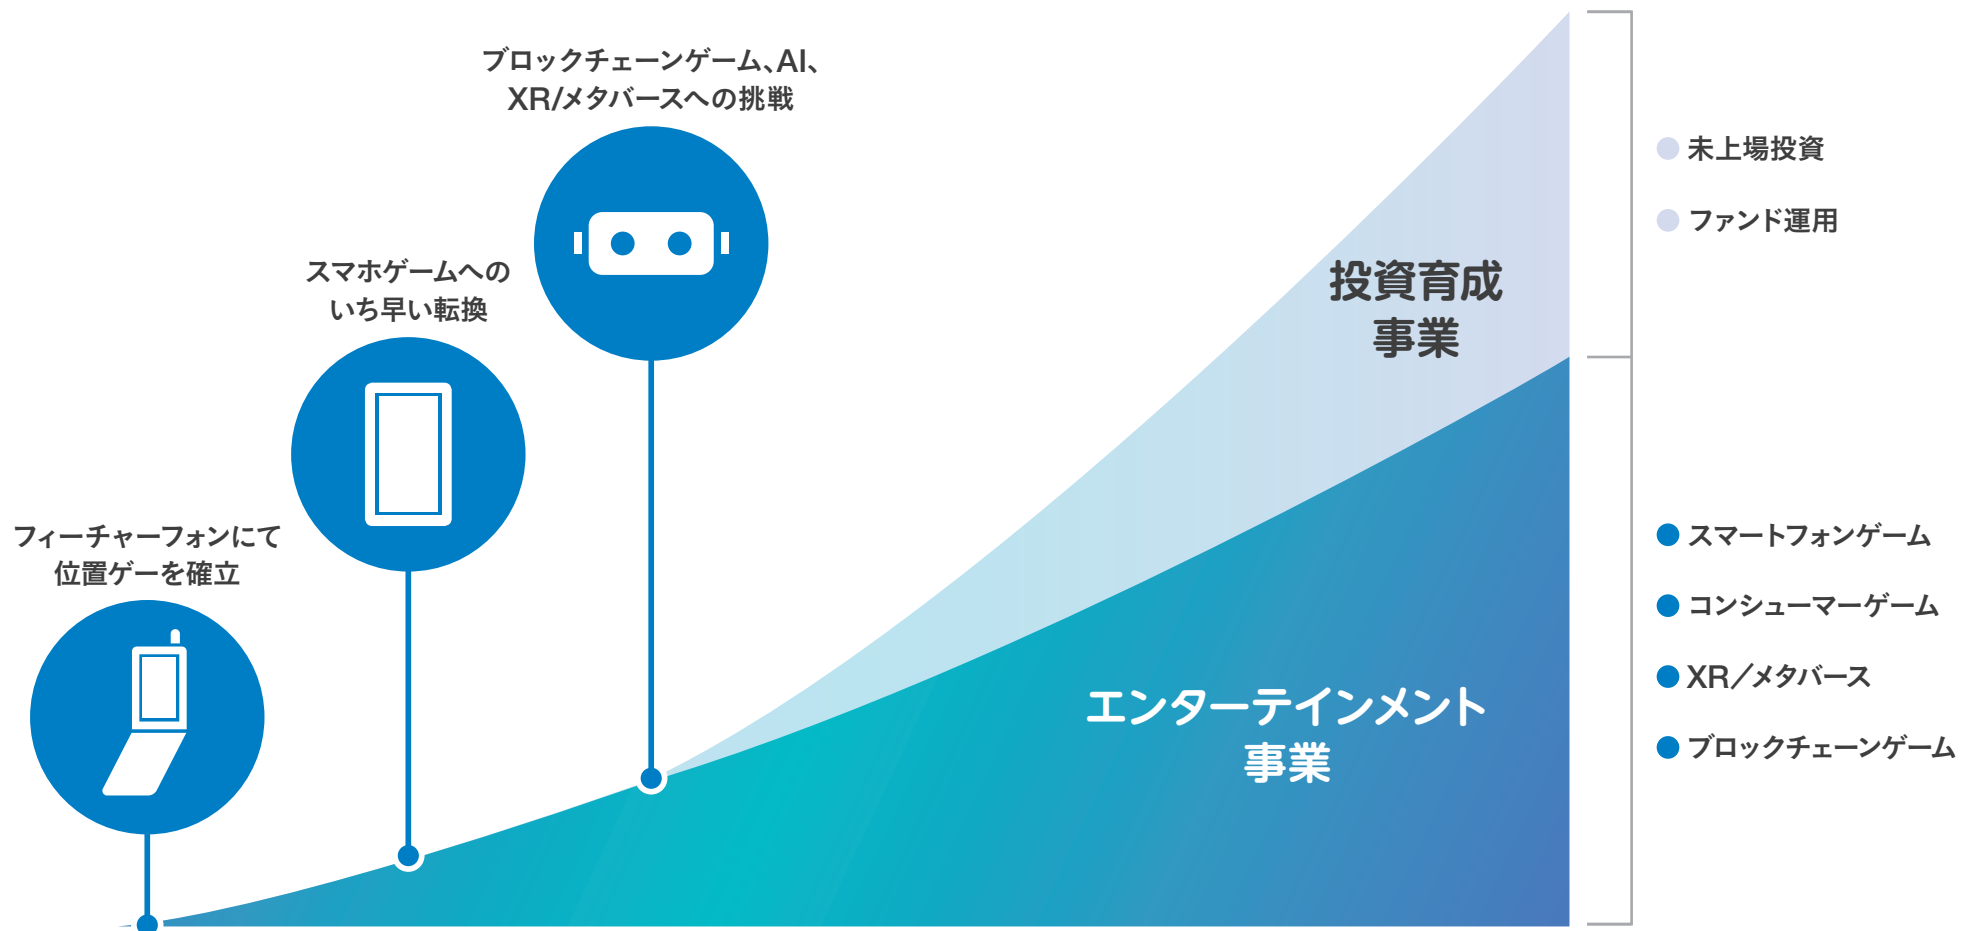 ブロックチェーンゲーム、AI、
XR/メタバースへの挑戦
スマホゲームへの
いち早い転換
フィーチャーフォンにて
位置ゲーを確立
投資育成
事業
エンターテインメント
事業
未上場投資
ファンド運用
スマートフォンゲーム
コンシューマーゲーム
XR／メタバース
ブロックチェーンゲーム